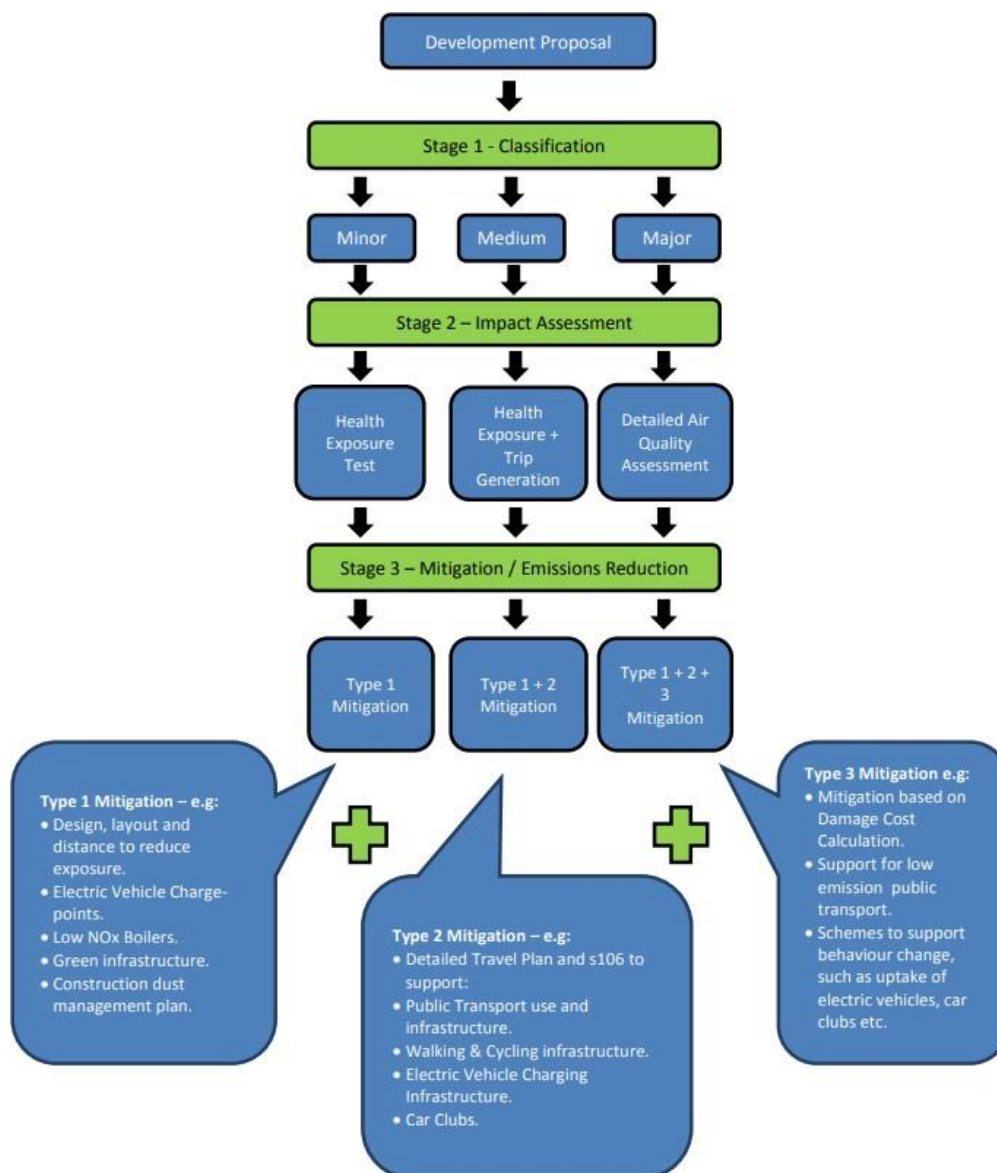 Development Proposal
Stage 1 - Classification
Minor
Medium
Major
Stage 2 – Impact Assessment
Health
Exposure
Test
Health
Exposure +
Trip
Generation
Detailed Air
Quality
Assessment
Stage 3 – Mitigation / Emissions Reduction
Type 1
Mitigation
Type 1 + 2
Mitigation
Type 1 + 2 +
3
Mitigation
Type 1 Mitigation – e.g:
• Design, layout and
distance to reduce
exposure.
• Electric Vehicle Charge-
points.
• Low NOx Boilers.
• Green infrastructure.
• Construction dust
management plan.
Type 2 Mitigation – e.g:
• Detailed Travel Plan and s106 to
support:
• Public Transport use and
infrastructure.
• Walking & Cycling infrastructure.
• Electric Vehicle Charging
Infrastructure.
• Car Clubs.
Type 3 Mitigation e.g:
• Mitigation based on
Damage Cost
Calculation.
• Support for low
emission public
transport.
• Schemes to support
behaviour change,
such as uptake of
electric vehicles, car
clubs etc.